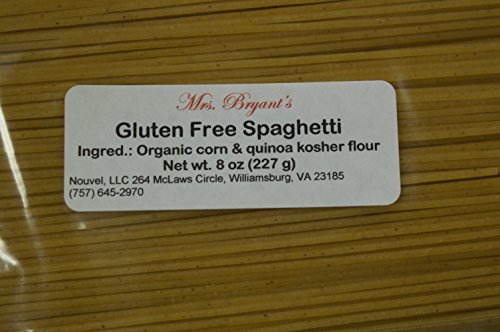 Mrs. Bryant's
Gluten Free Spaghetti
Ingred.: Organic corn & quinoa kosher flour
Net wt. 8 oz (227 g)
Nouvel, LLC 264 McLaws Circle, Williamsburg, VA 23185
(757) 645-2970